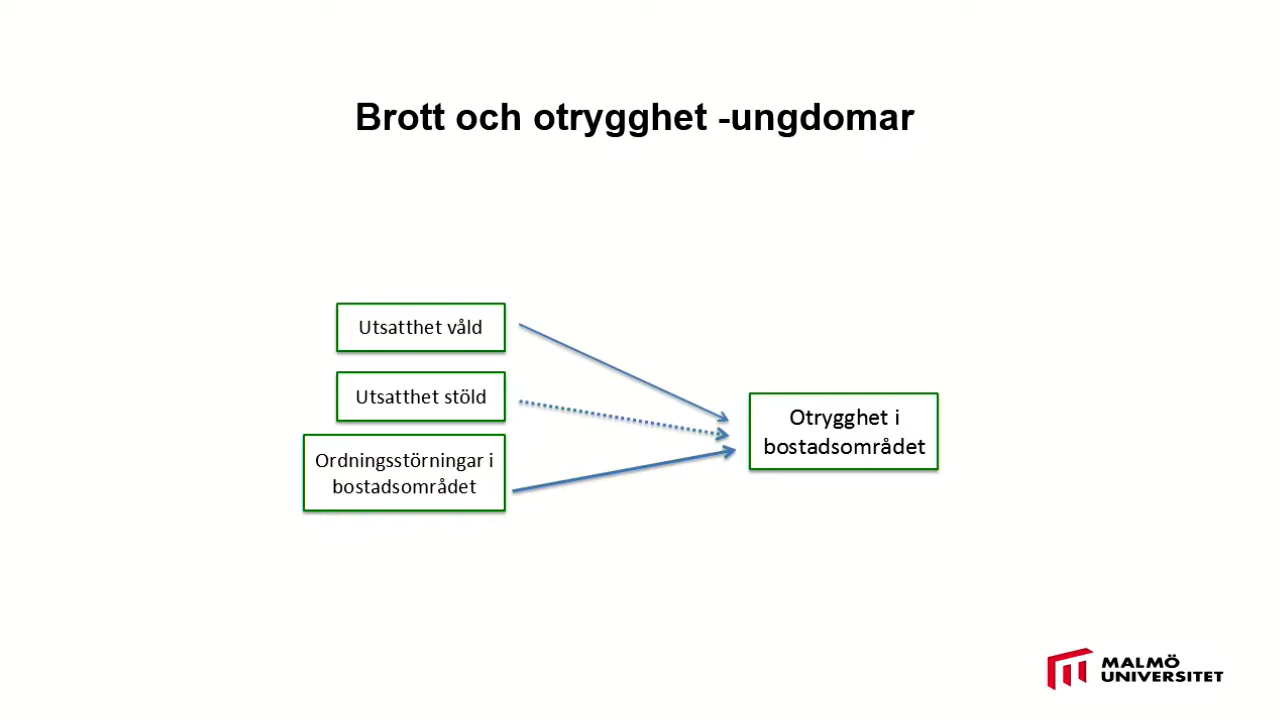 Brott och otrygghet -ungdomar
Utsatthet våld
Utsatthet stöld
Ordningsstörningar i
bostadsområdet
Otrygghet i
bostadsområdet
MALMÖ
UNIVERSITET